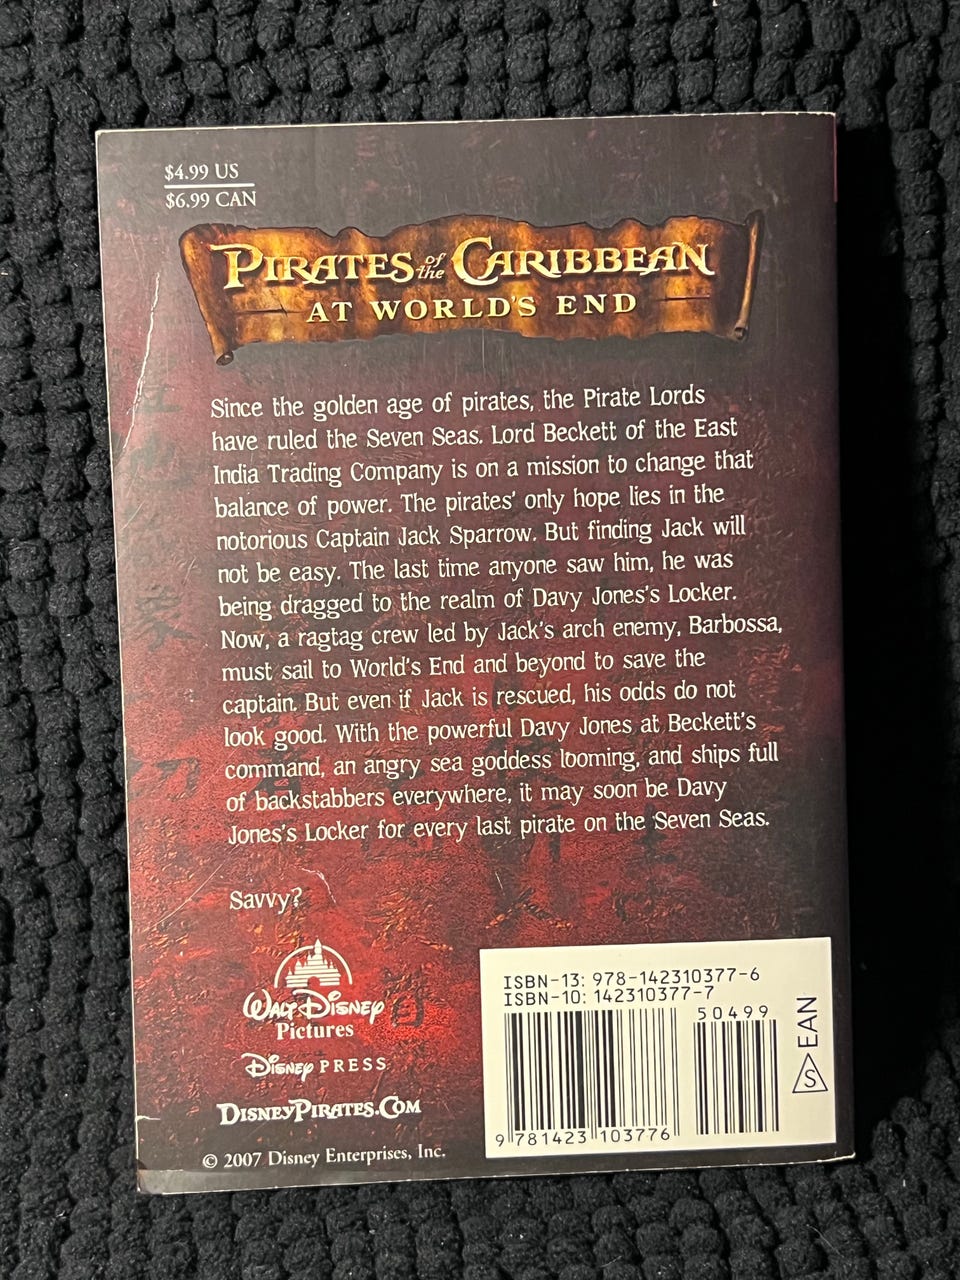 $4.99 US
$6.99 CAN
PIRATES of the CARIBBEAN
AT WORLD'S END
Since the golden age of pirates, the Pirate Lords
have ruled the Seven Seas. Lord Beckett of the East
India Trading Company is on a mission to change that
balance of power. The pirates' only hope lies in the
notorious Captain Jack Sparrow. But finding Jack will
not be easy. The last time anyone saw him, he was
being dragged to the realm of Davy Jones's Locker.
Now, a ragtag crew led by Jack's arch enemy, Barbossa,
must sail to World's End and beyond to save the
captain. But even if Jack is rescued, his odds do not
look good. With the powerful Davy Jones at Beckett's
command, an angry sea goddess looming, and ships full
of backstabbers everywhere, it may soon be Davy
Jones's Locker for every last pirate on the Seven Seas.
Savvy?
WALT DISNEY
Pictures
Disney PRESS
DISNEYPIRATES.COM
© 2007 Disney Enterprises, Inc.
ISBN-13: 978-142310377-6
ISBN-10: 142310377-7
50499
9 781423 103776
S EAN